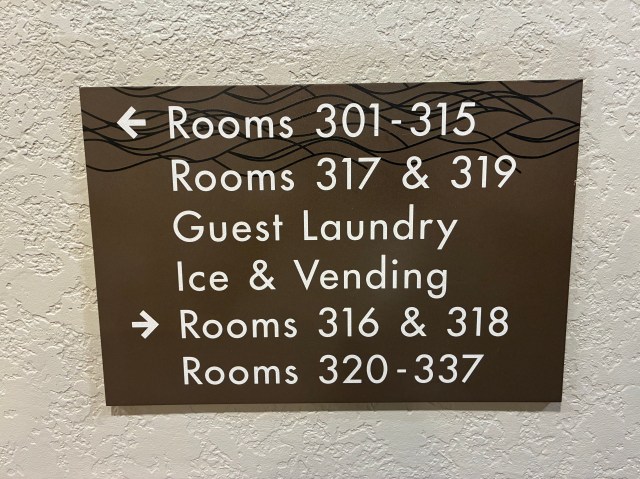 ← Rooms 301-315
Rooms 317 & 319
Guest Laundry
Ice & Vending
→ Rooms 316 & 318
Rooms 320-337